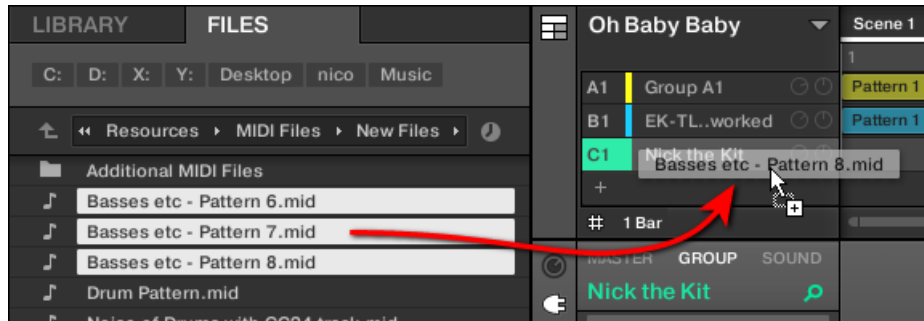 LIBRARY
FILES
C: D: X: Y: Desktop nico Music
Resources MIDI Files New Files
Additional MIDI Files
Basses etc - Pattern 6.mid
Basses etc - Pattern 7.mid
Basses etc - Pattern 8.mid
Drum Pattern.mid
Oh Baby Baby
A1 Group A1
B1 EK-TL..worked
C1 Nick the Kit
Basses etc - Pattern 8.mid
+
1 Bar
Scene 1
1
Pattern 1
Pattern 1
MASTER GROUP SOUND
Nick the Kit